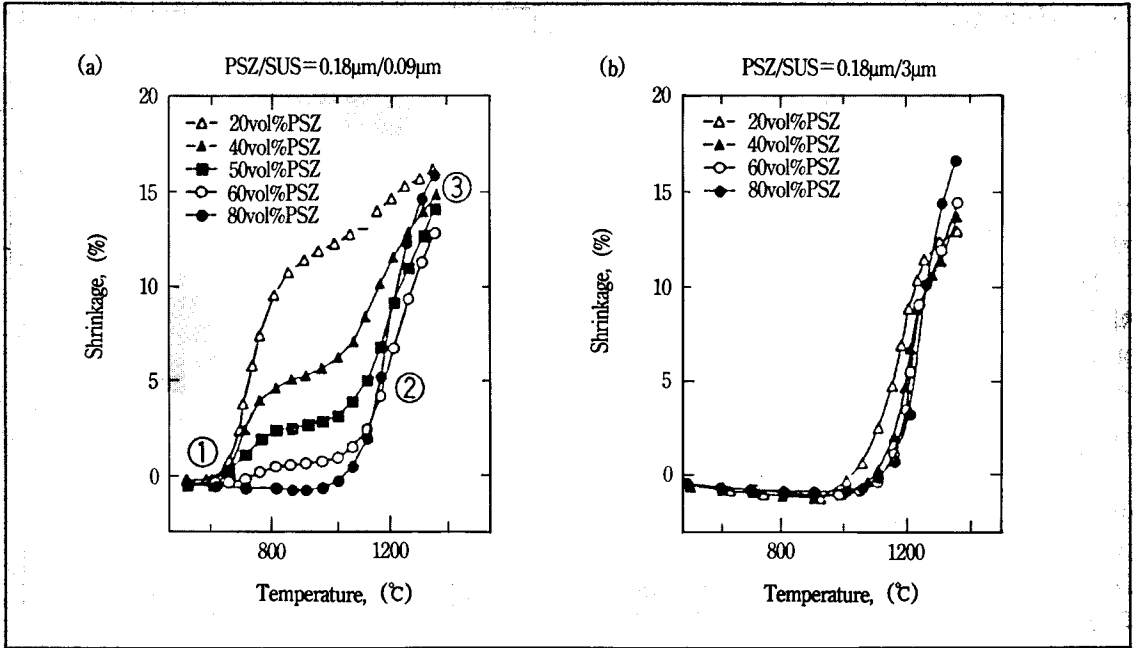 (a)
PSZ/SUS=0.18μm/0.09μm
20
15
10
5
0
Shrinkage, (%)
20vol%PSZ
40vol%PSZ
50vol%PSZ
60vol%PSZ
80vol%PSZ
①
②
③
800
1200
Temperature, (℃)
(b)
PSZ/SUS=0.18μm/3μm
20
15
10
5
0
Shrinkage, (%)
20vol%PSZ
40vol%PSZ
60vol%PSZ
80vol%PSZ
800
1200
Temperature, (℃)